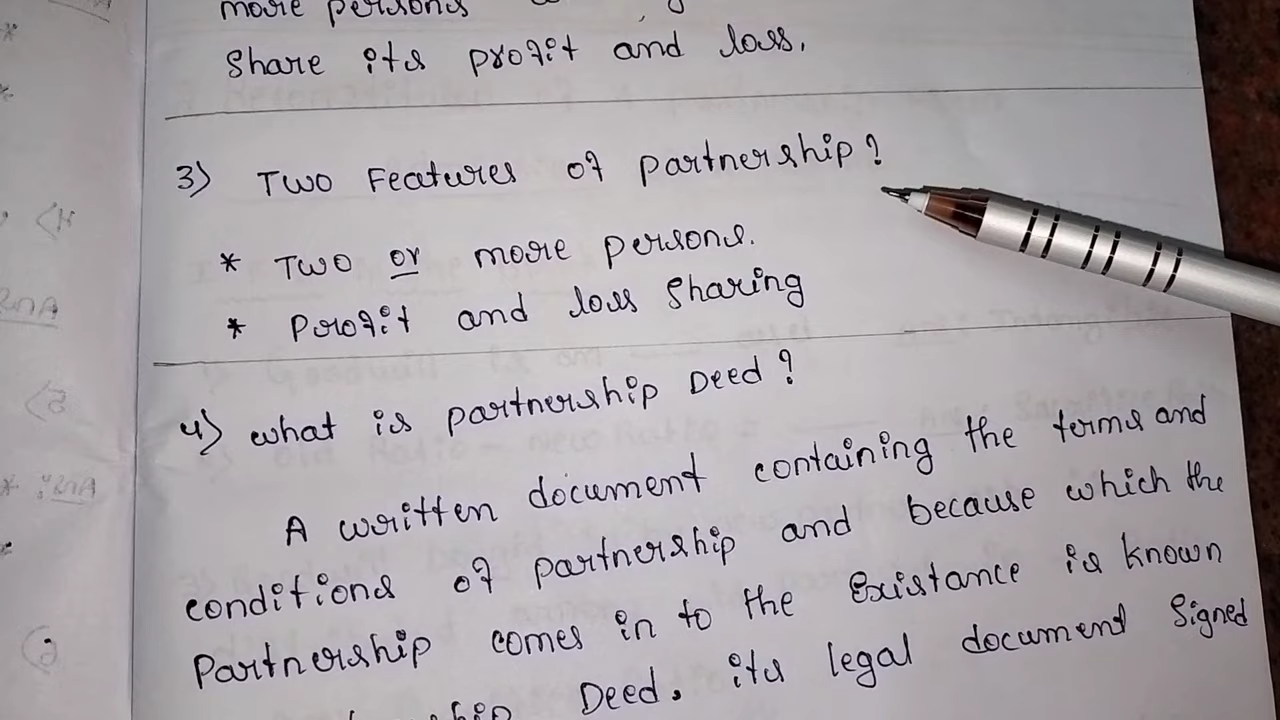 more persons
Share its profit and loss.
3) Two Features of partnership?
* Two or more persons.
* Profit and loss sharing
4) What is partnership Deed?
A written document containing the terms and
conditions of partnership and because which the
Partnership comes in to the Existance is known
Deed. its legal document Signed